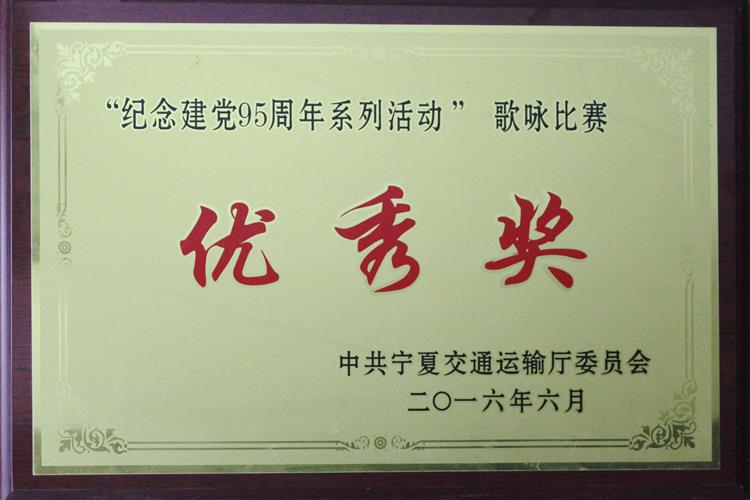 “纪念建党95周年系列活动” 歌咏比赛
优秀奖
中共宁夏交通运输厅委员会
二〇一六年六月